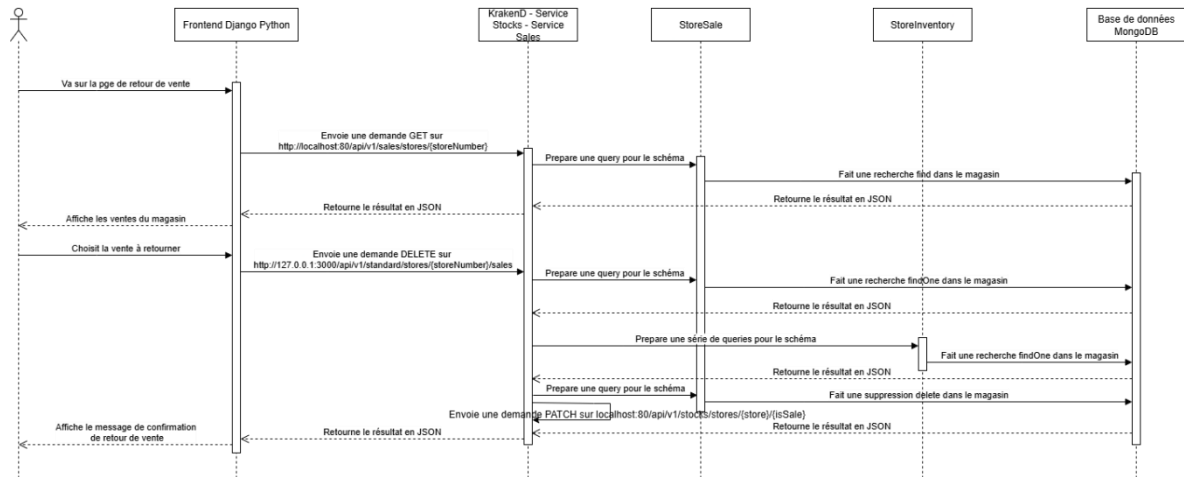 Frontend Django Python
KrakenD - Service
Stocks - Service
Sales
StoreSale
StoreInventory
Base de données
MongoDB
Va sur la pge de retour de vente
Envoie une demande GET sur
http://localhost:80/api/v1/sales/stores/{storeNumber}
Prepare une query pour le schéma
Fait une recherche find dans le magasin
Retourne le résultat en JSON
Retourne le résultat en JSON
Affiche les ventes du magasin
Choisit la vente à retourner
Envoie une demande DELETE sur
http://127.0.0.1:3000/api/v1/standard/stores/{storeNumber}/sales
Prepare une query pour le schéma
Fait une recherche findOne dans le magasin
Retourne le résultat en JSON
Prepare une série de queries pour le schéma
Fait une recherche findOne dans le magasin
Retourne le résultat en JSON
Prepare une query pour le schéma
Fait une suppression delete dans le magasin
Envoie une demande PATCH sur localhost:80/api/v1/stocks/stores/{store}/{isSale}
Retourne le résultat en JSON
Retourne le résultat en JSON
Affiche le message de confirmation
de retour de vente